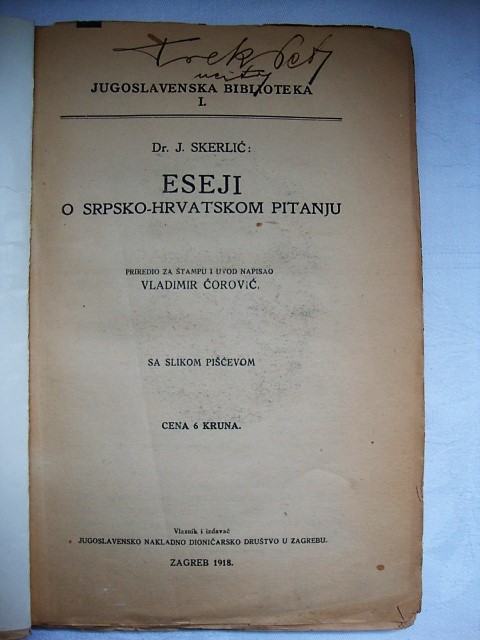 JUGOSLAVENSKA BIBLIOTEKA
I.
Dr. J. SKERLIĆ:
ESEJI
O SRPSKO-HRVATSKOM PITANJU
PRIREDIO ZA ŠTAMPU I UVOD NAPISAO
VLADIMIR ĆOROVIĆ.
SA SLIKOM PIŠČEVOM
CENA 6 KRUNA.
Vlasnik i izdavač
JUGOSLAVENSKO NAKLADNO DIONIČARSKO DRUŠTVO U ZAGREBU.
ZAGREB 1918.